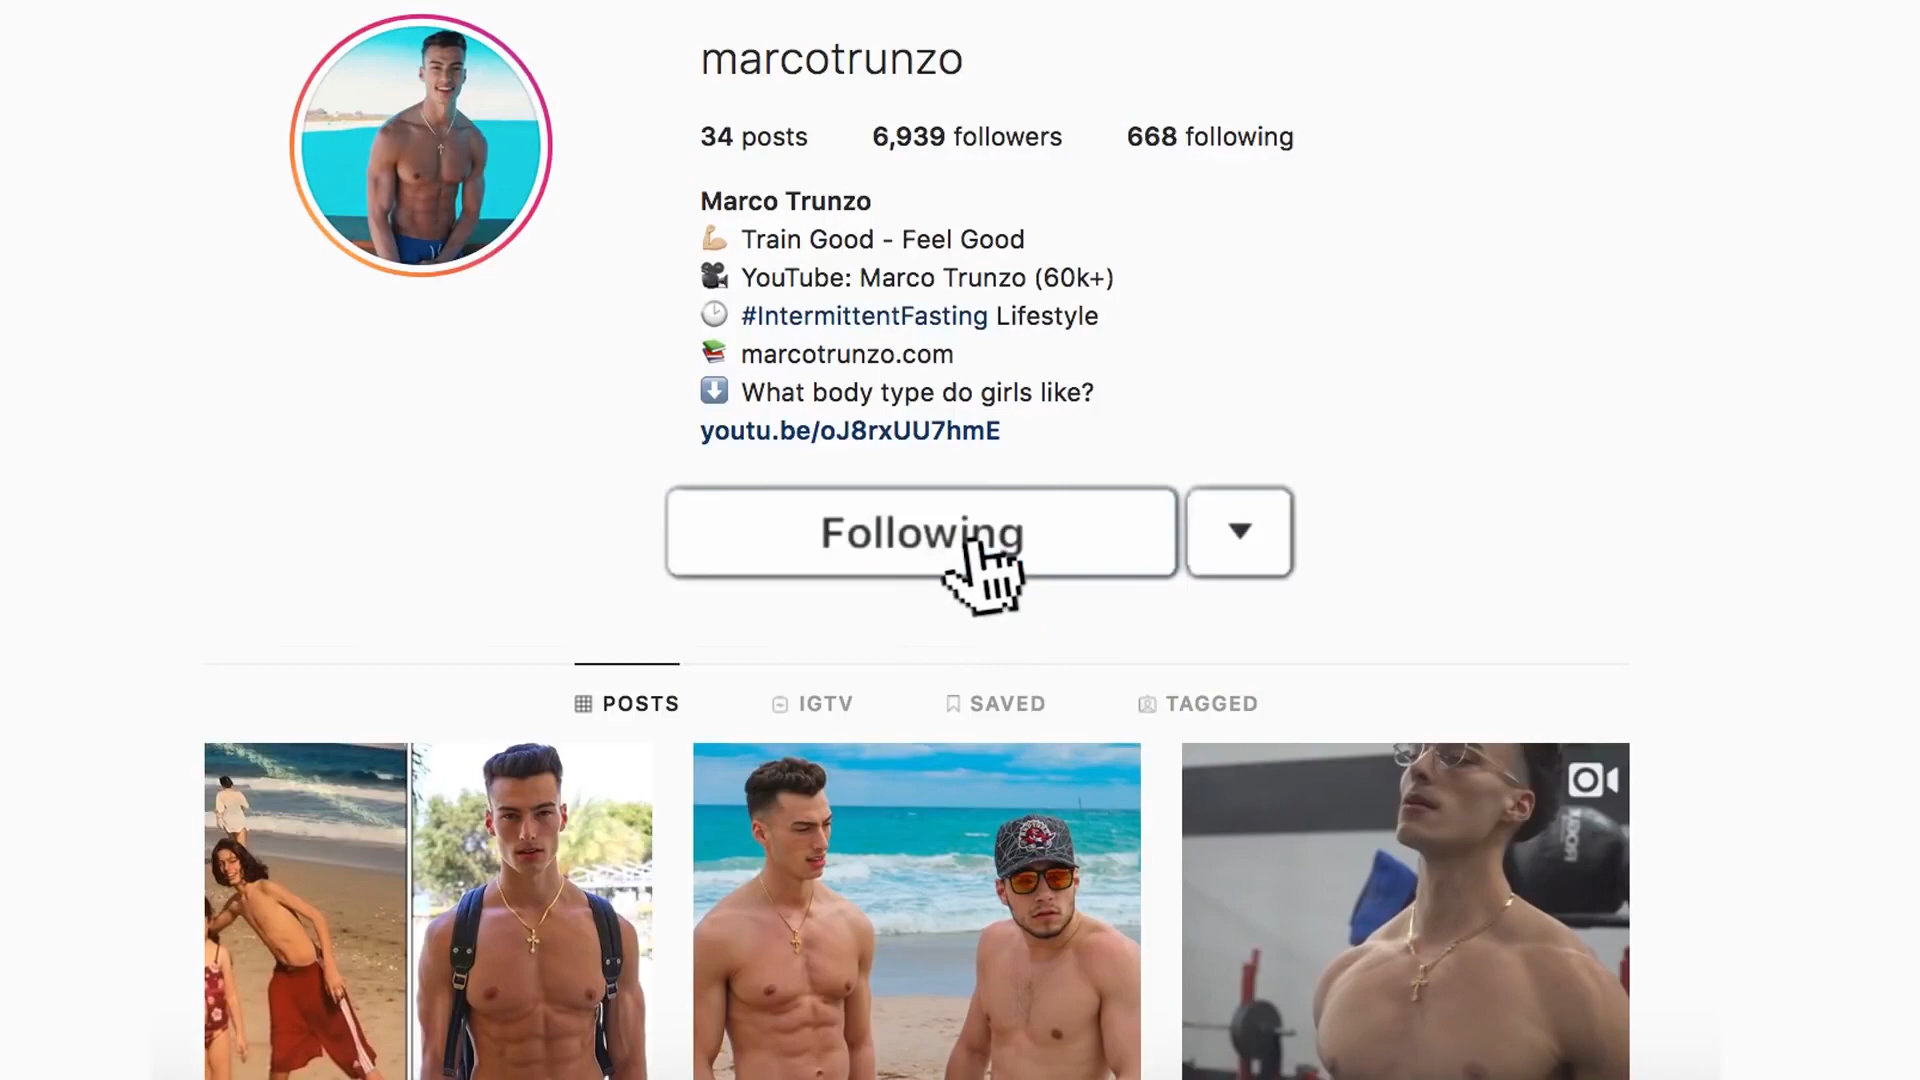 marcotrunzo
34 posts 6,939 followers 668 following
Marco Trunzo
💪🏼 Train Good - Feel Good
🎥 YouTube: Marco Trunzo (60k+)
🕑 #IntermittentFasting Lifestyle
📚 marcotrunzo.com
⬇️ What body type do girls like?
youtu.be/oJ8rxUU7hmE
Following
POSTS IGTV SAVED TAGGED